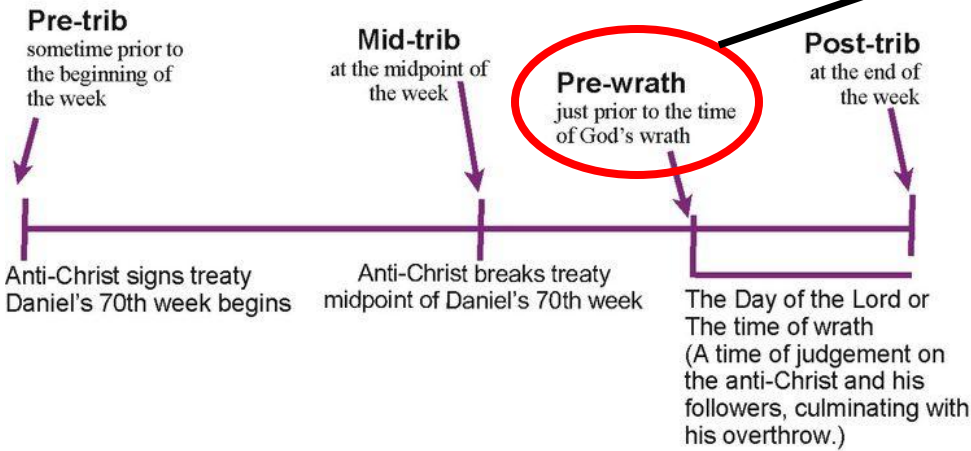 Pre-trib
sometime prior to
the beginning of
the week
Mid-trib
at the midpoint of
the week
Pre-wrath
just prior to the time
of God's wrath
Post-trib
at the end of
the week
Anti-Christ signs treaty
Daniel's 70th week begins
Anti-Christ breaks treaty
midpoint of Daniel's 70th week
The Day of the Lord or
The time of wrath
(A time of judgement on
the anti-Christ and his
followers, culminating with
his overthrow.)